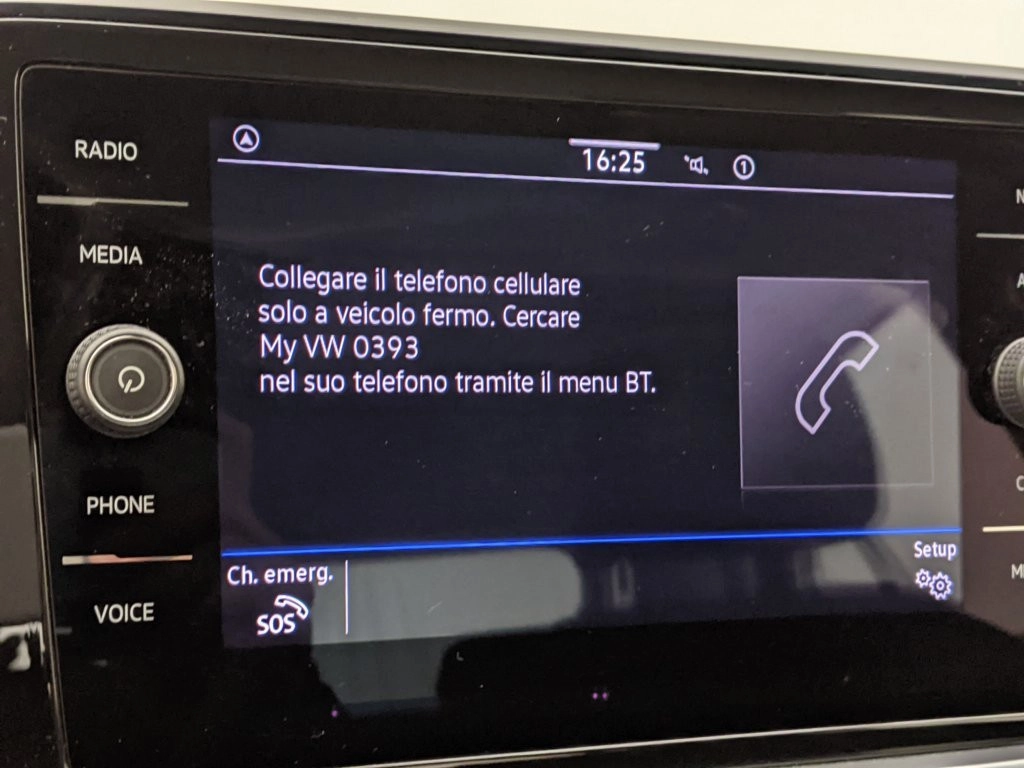 RADIO
16:25
1
MEDIA
Collegare il telefono cellulare
solo a veicolo fermo. Cercare
My VW 0393
nel suo telefono tramite il menu BT.
PHONE
Ch. emerg.
Setup
SOS
VOICE